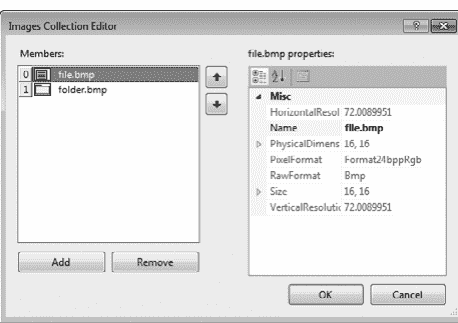 Images Collection Editor
Members:
0 file.bmp
1 folder.bmp
Add
Remove
file.bmp properties:
Misc
HorizontalResol 72.0089951
Name file.bmp
PhysicalDimens 16, 16
PixelFormat Format24bppRgb
RawFormat Bmp
Size 16, 16
VerticalResolutic 72.0089951
OK
Cancel